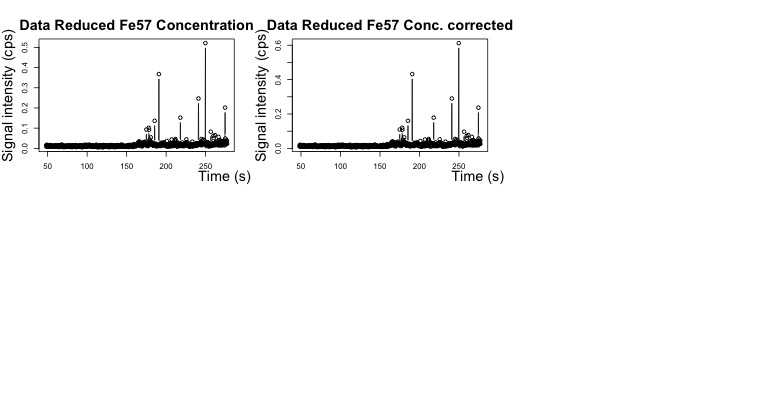 Data Reduced Fe57 Concentration
Signal intensity (cps)
0.5
0.4
0.3
0.2
0.1
0.0
50 100 150 200 250
Time (s)
Data Reduced Fe57 Conc. corrected
Signal intensity (cps)
0.6
0.4
0.2
0.0
50 100 150 200 250
Time (s)